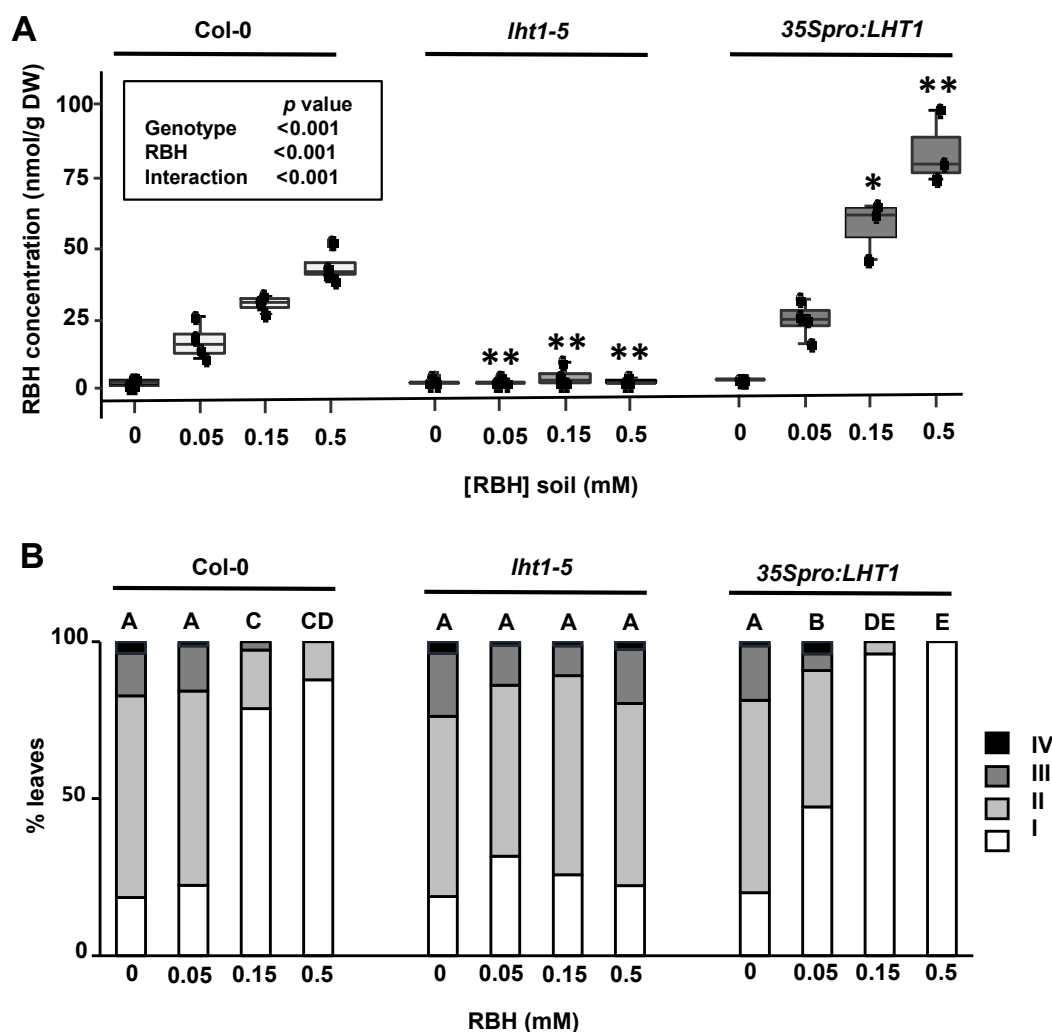 A
Col-0 lht1-5 35Spro:LHT1
RBH concentration (nmol/g DW)
100
75
50
25
0
p value
Genotype <0.001
RBH <0.001
Interaction <0.001
** ** ** * **
0 0.05 0.15 0.5 0 0.05 0.15 0.5 0 0.05 0.15 0.5
[RBH] soil (mM)
B
Col-0 lht1-5 35Spro:LHT1
A A C CD A A A A A B DE E
% leaves
100
50
0
IV
III
II
I
0 0.05 0.15 0.5 0 0.05 0.15 0.5 0 0.05 0.15 0.5
RBH (mM)